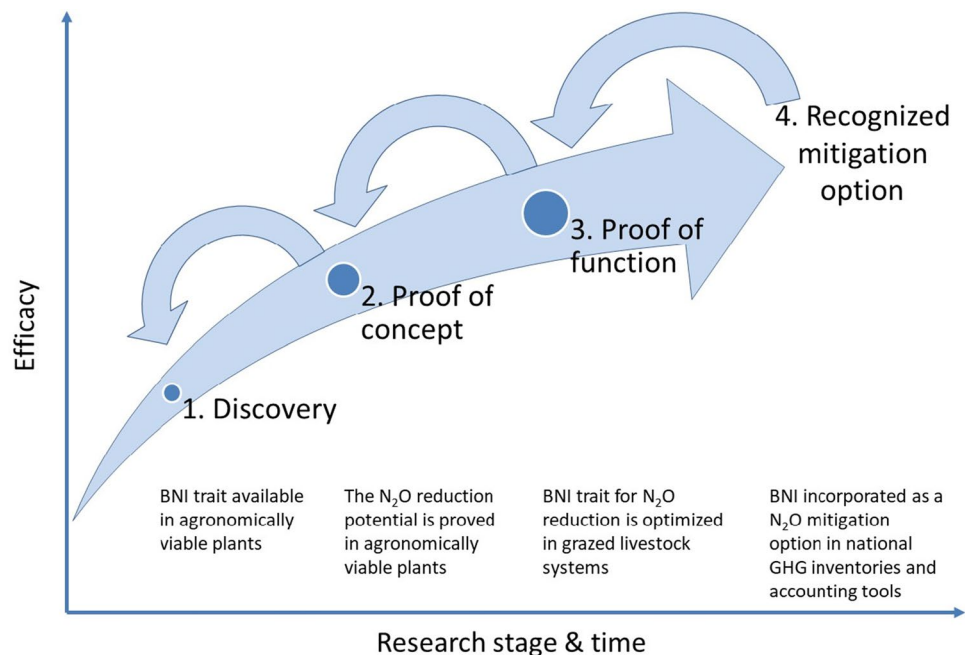 4. Recognized
mitigation
option
3. Proof of
function
2. Proof of
concept
1. Discovery
Efficacy
BNI trait available
in agronomically
viable plants
The N₂O reduction
potential is proved
in agronomically
viable plants
BNI trait for N₂O
reduction is optimized
in grazed livestock
systems
BNI incorporated as a
N₂O mitigation
option in national
GHG inventories and
accounting tools
Research stage & time